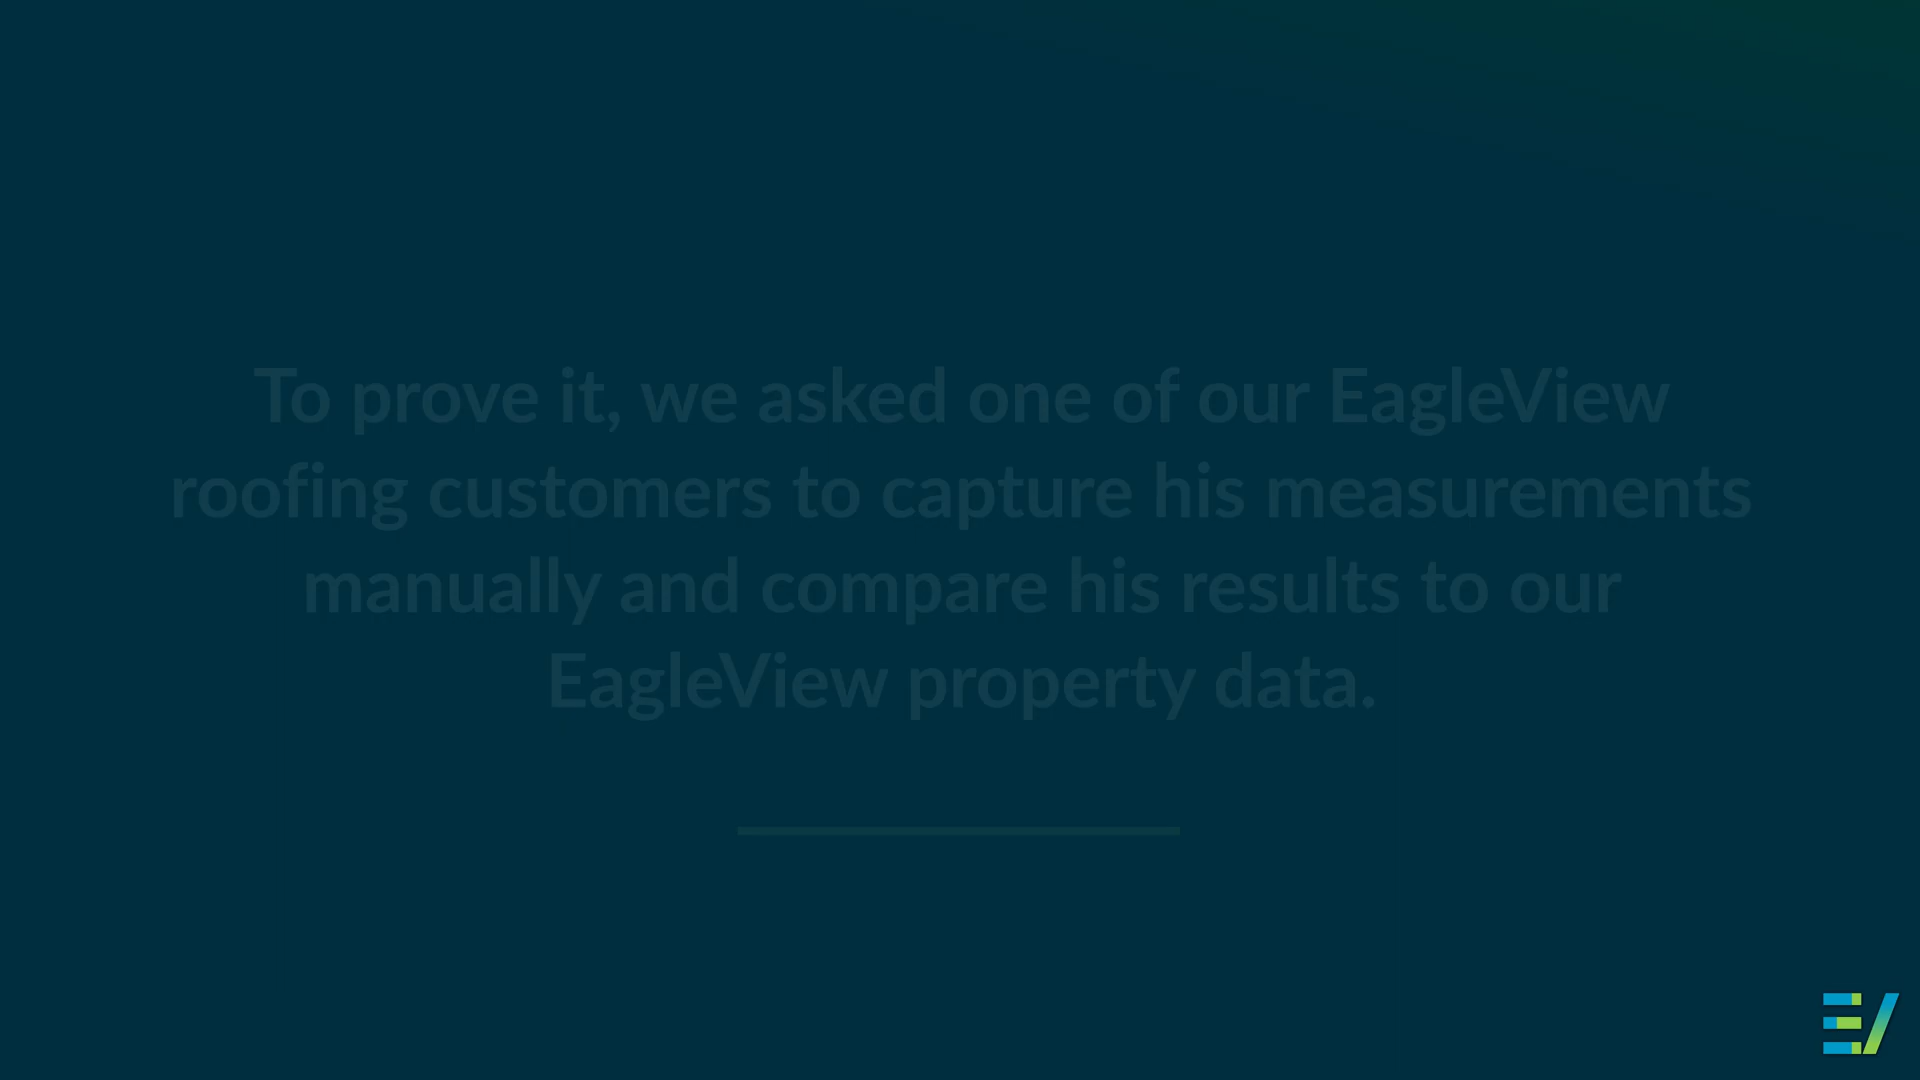 To prove it, we asked one of our EagleView
roofing customers to capture his measurements
manually and compare his results to our
EagleView property data.
EV